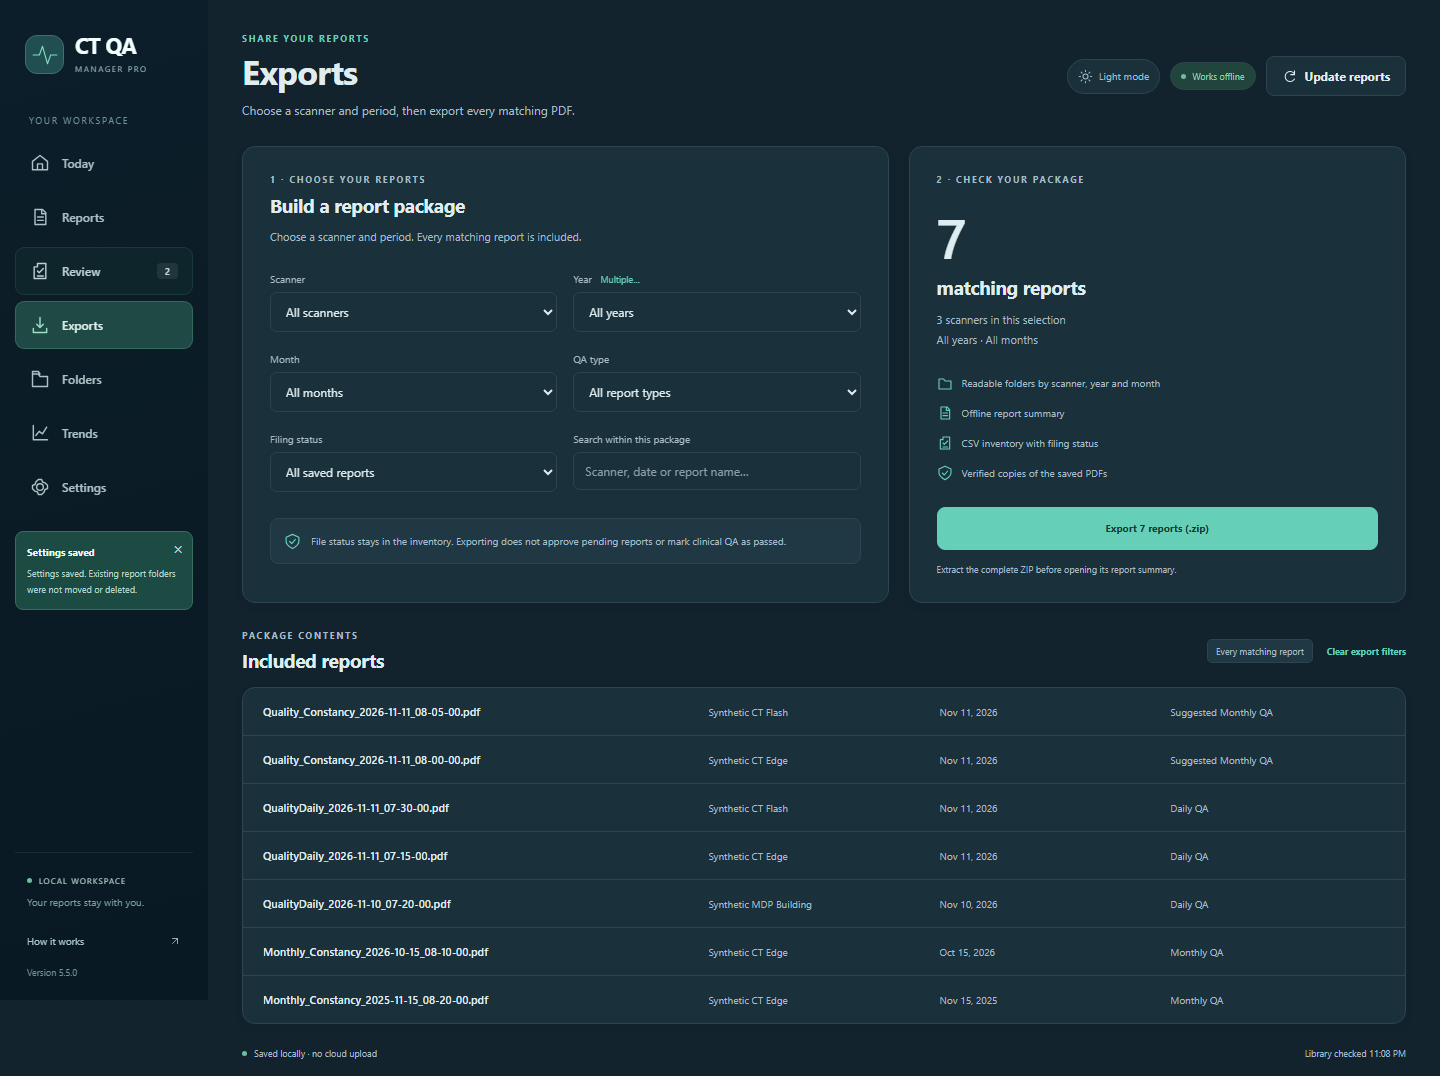 CT QA
MANAGER PRO
YOUR WORKSPACE
Today
Reports
Review 2
Exports
Folders
Trends
Settings
Settings saved
Settings saved. Existing report folders
were not moved or deleted.
LOCAL WORKSPACE
Your reports stay with you.
How it works
Version 5.5.0
SHARE YOUR REPORTS
Exports
Choose a scanner and period, then export every matching PDF.
Light mode
Works offline
Update reports
1 · CHOOSE YOUR REPORTS
Build a report package
Choose a scanner and period. Every matching report is included.
Scanner
All scanners
Year Multiple...
All years
Month
All months
QA type
All report types
Filing status
All saved reports
Search within this package
Scanner, date or report name...
File status stays in the inventory. Exporting does not approve pending reports or mark clinical QA as passed.
2 · CHECK YOUR PACKAGE
7
matching reports
3 scanners in this selection
All years · All months
Readable folders by scanner, year and month
Offline report summary
CSV inventory with filing status
Verified copies of the saved PDFs
Export 7 reports (.zip)
Extract the complete ZIP before opening its report summary.
PACKAGE CONTENTS
Included reports
Every matching report
Clear export filters
Quality_Constancy_2026-11-11_08-05-00.pdf Synthetic CT Flash Nov 11, 2026 Suggested Monthly QA
Quality_Constancy_2026-11-11_08-00-00.pdf Synthetic CT Edge Nov 11, 2026 Suggested Monthly QA
QualityDaily_2026-11-11_07-30-00.pdf Synthetic CT Flash Nov 11, 2026 Daily QA
QualityDaily_2026-11-11_07-15-00.pdf Synthetic CT Edge Nov 11, 2026 Daily QA
QualityDaily_2026-11-10_07-20-00.pdf Synthetic MDP Building Nov 10, 2026 Daily QA
Monthly_Constancy_2026-10-15_08-10-00.pdf Synthetic CT Edge Oct 15, 2026 Monthly QA
Monthly_Constancy_2025-11-15_08-20-00.pdf Synthetic CT Edge Nov 15, 2025 Monthly QA
Saved locally · no cloud upload
Library checked 11:08 PM